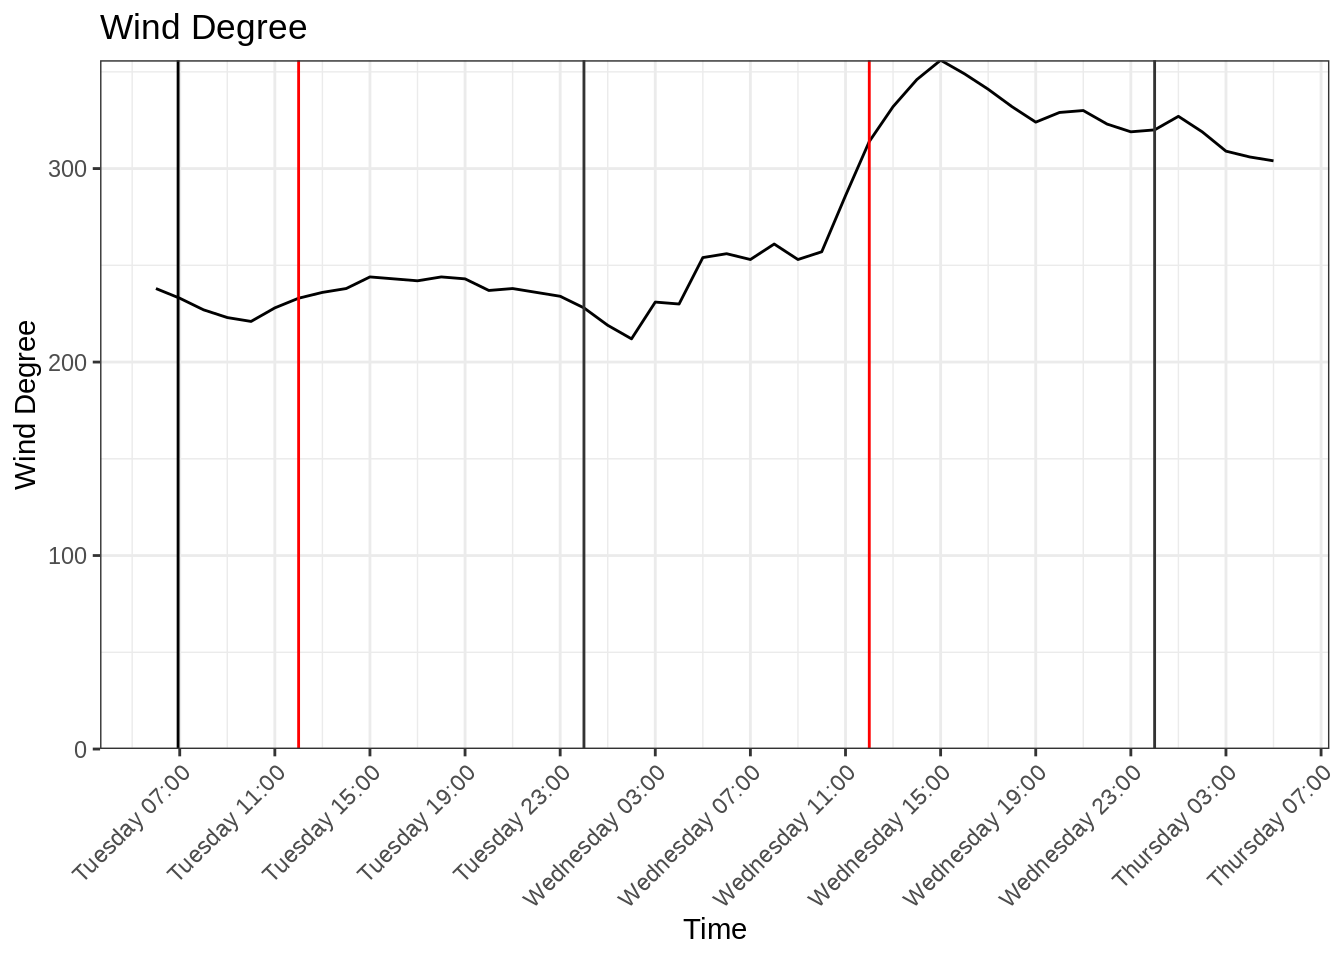 Wind Degree
Wind Degree
300
200
100
0
Tuesday 07:00
Tuesday 11:00
Tuesday 15:00
Tuesday 19:00
Tuesday 23:00
Wednesday 03:00
Wednesday 07:00
Wednesday 11:00
Wednesday 15:00
Wednesday 19:00
Wednesday 23:00
Thursday 03:00
Thursday 07:00
Time